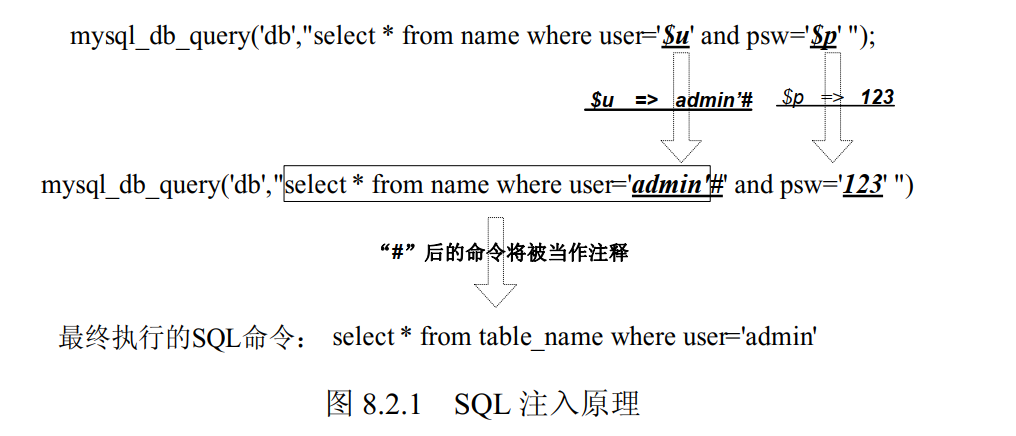 mysql_db_query('db',"select * from name where user='$u' and psw='$p' ");
$u => admin’# $p => 123
mysql_db_query('db',"select * from name where user='admin'#' and psw='123' ")
“#”后的命令将被当作注释
最终执行的SQL命令： select * from table_name where user='admin'
图 8.2.1 SQL 注入原理